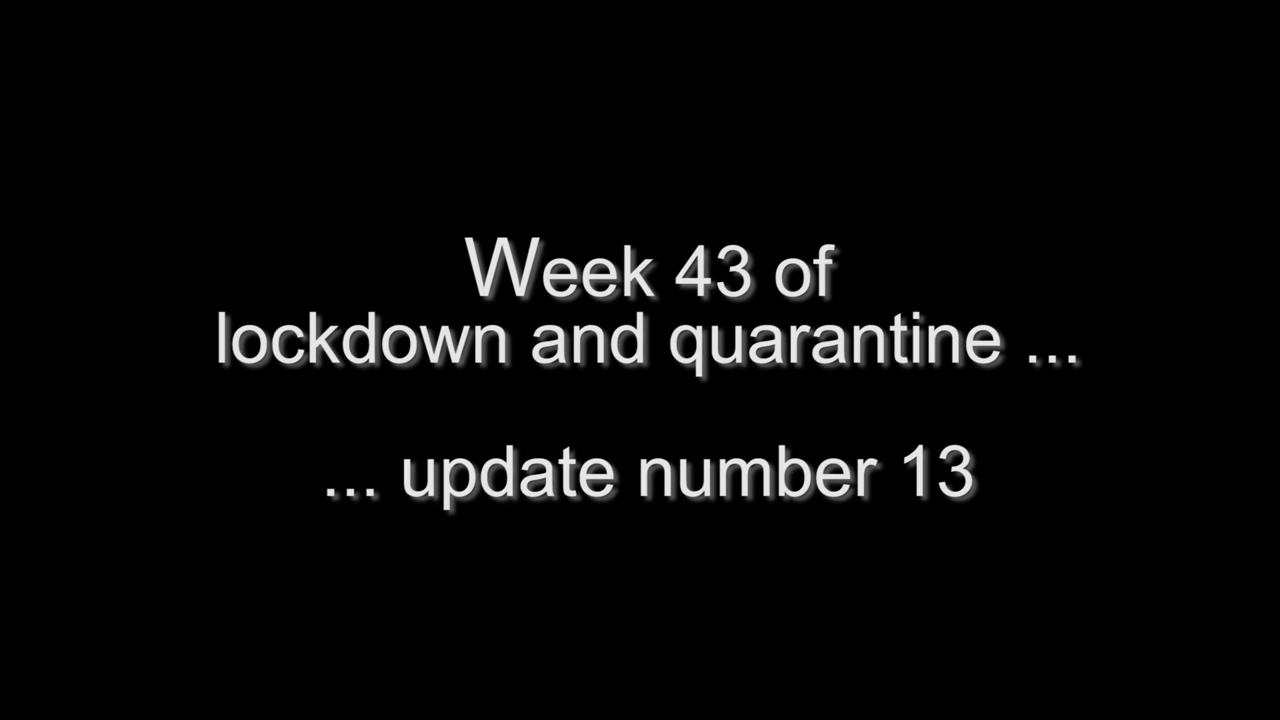 Week 43 of
lockdown and quarantine ...
... update number 13